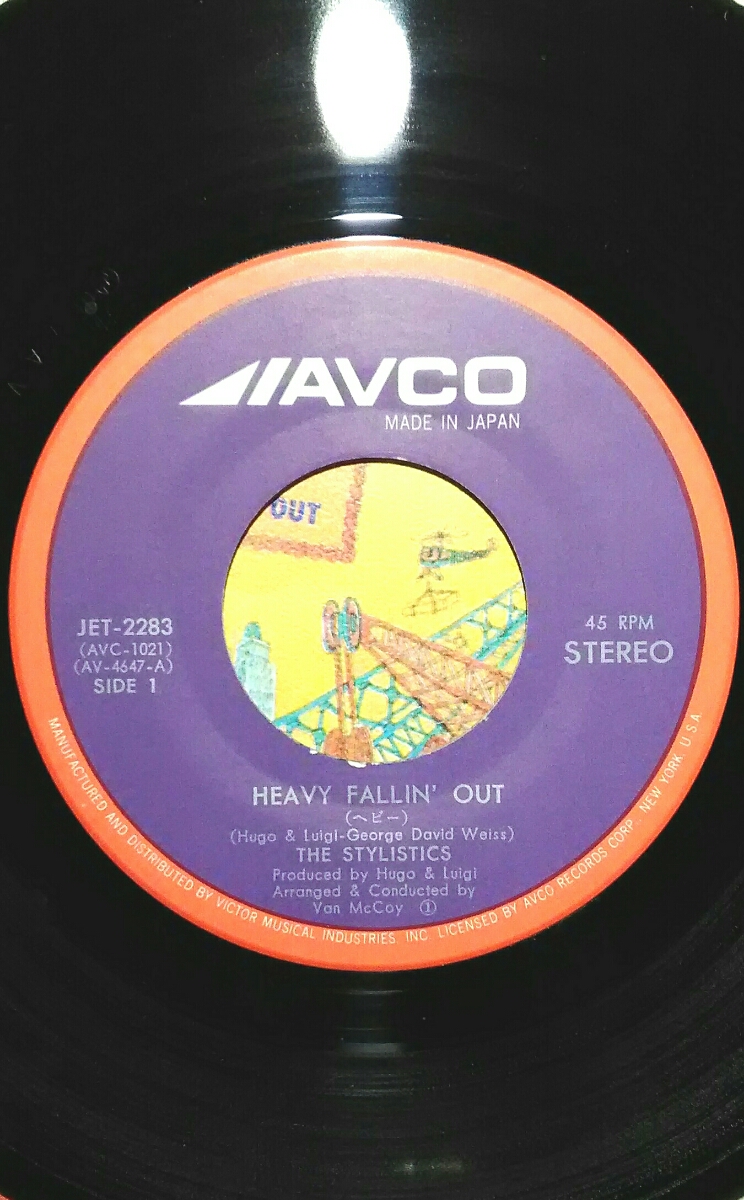 AVCO
MADE IN JAPAN
OUT
JET-2283
(AVC-1021)
(AV-4647-A)
SIDE 1
45 RPM
STEREO
HEAVY FALLIN' OUT
(ヘビー)
(Hugo & Luigi-George David Weiss)
THE STYLISTICS
Produced by Hugo & Luigi
Arranged & Conducted by
Van McCoy ①
MANUFACTURED AND DISTRIBUTED BY VICTOR MUSICAL INDUSTRIES. INC. LICENSED BY AVCO RECORDS CORP., NEW YORK, U.S.A.